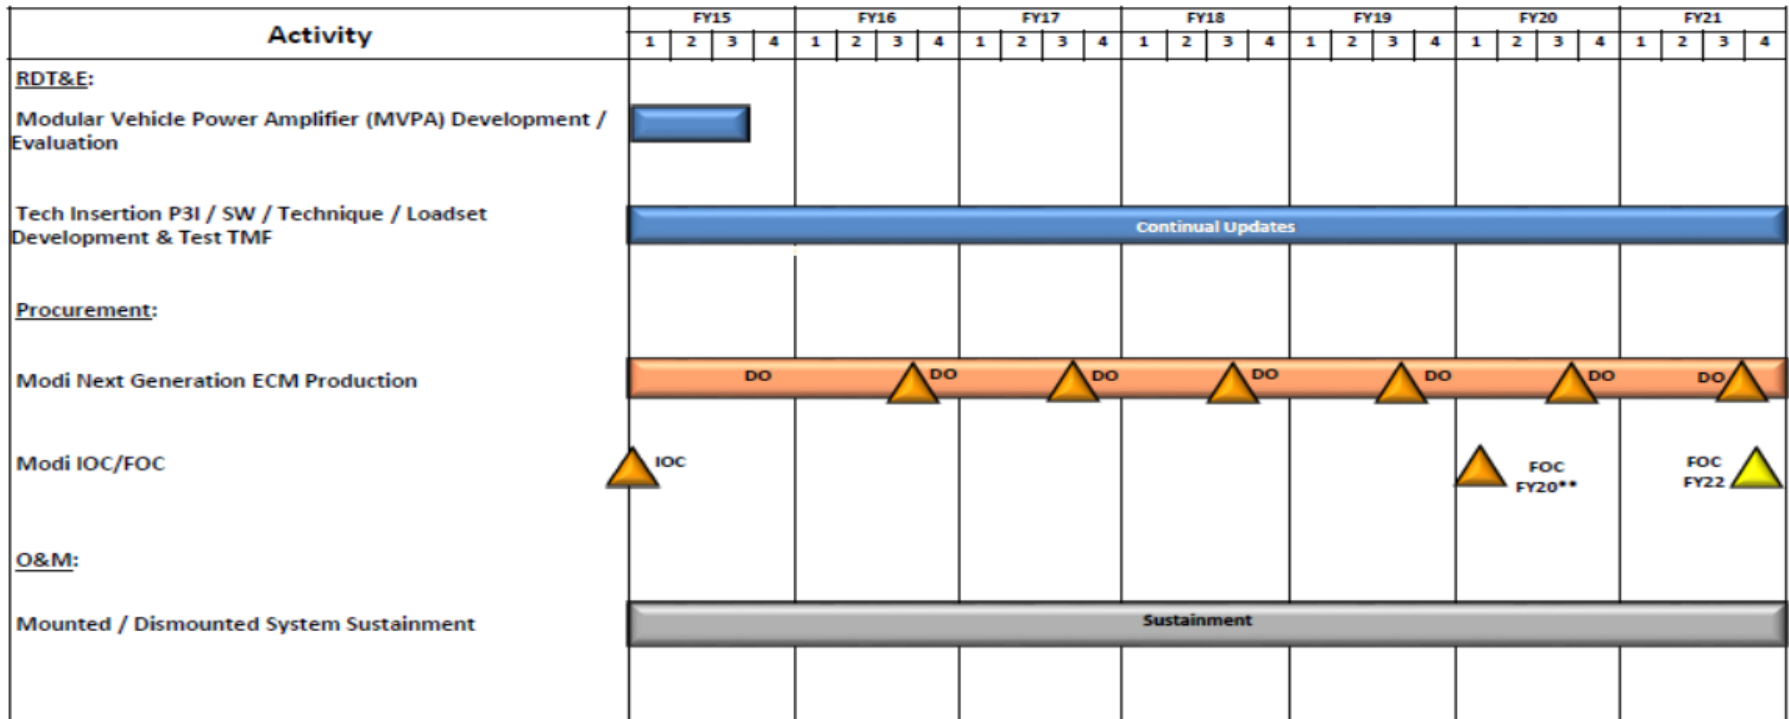 Activity
FY15 FY16 FY17 FY18 FY19 FY20 FY21
1 2 3 4 1 2 3 4 1 2 3 4 1 2 3 4 1 2 3 4 1 2 3 4 1 2 3 4
RDT&E:
Modular Vehicle Power Amplifier (MVPA) Development /
Evaluation
Tech Insertion P3I / SW / Technique / Loadset
Development & Test TMF
Continual Updates
Procurement:
Modi Next Generation ECM Production
DO DO DO DO DO DO DO
Modi IOC/FOC
IOC
FOC
FY20**
FOC
FY22
O&M:
Mounted / Dismounted System Sustainment
Sustainment